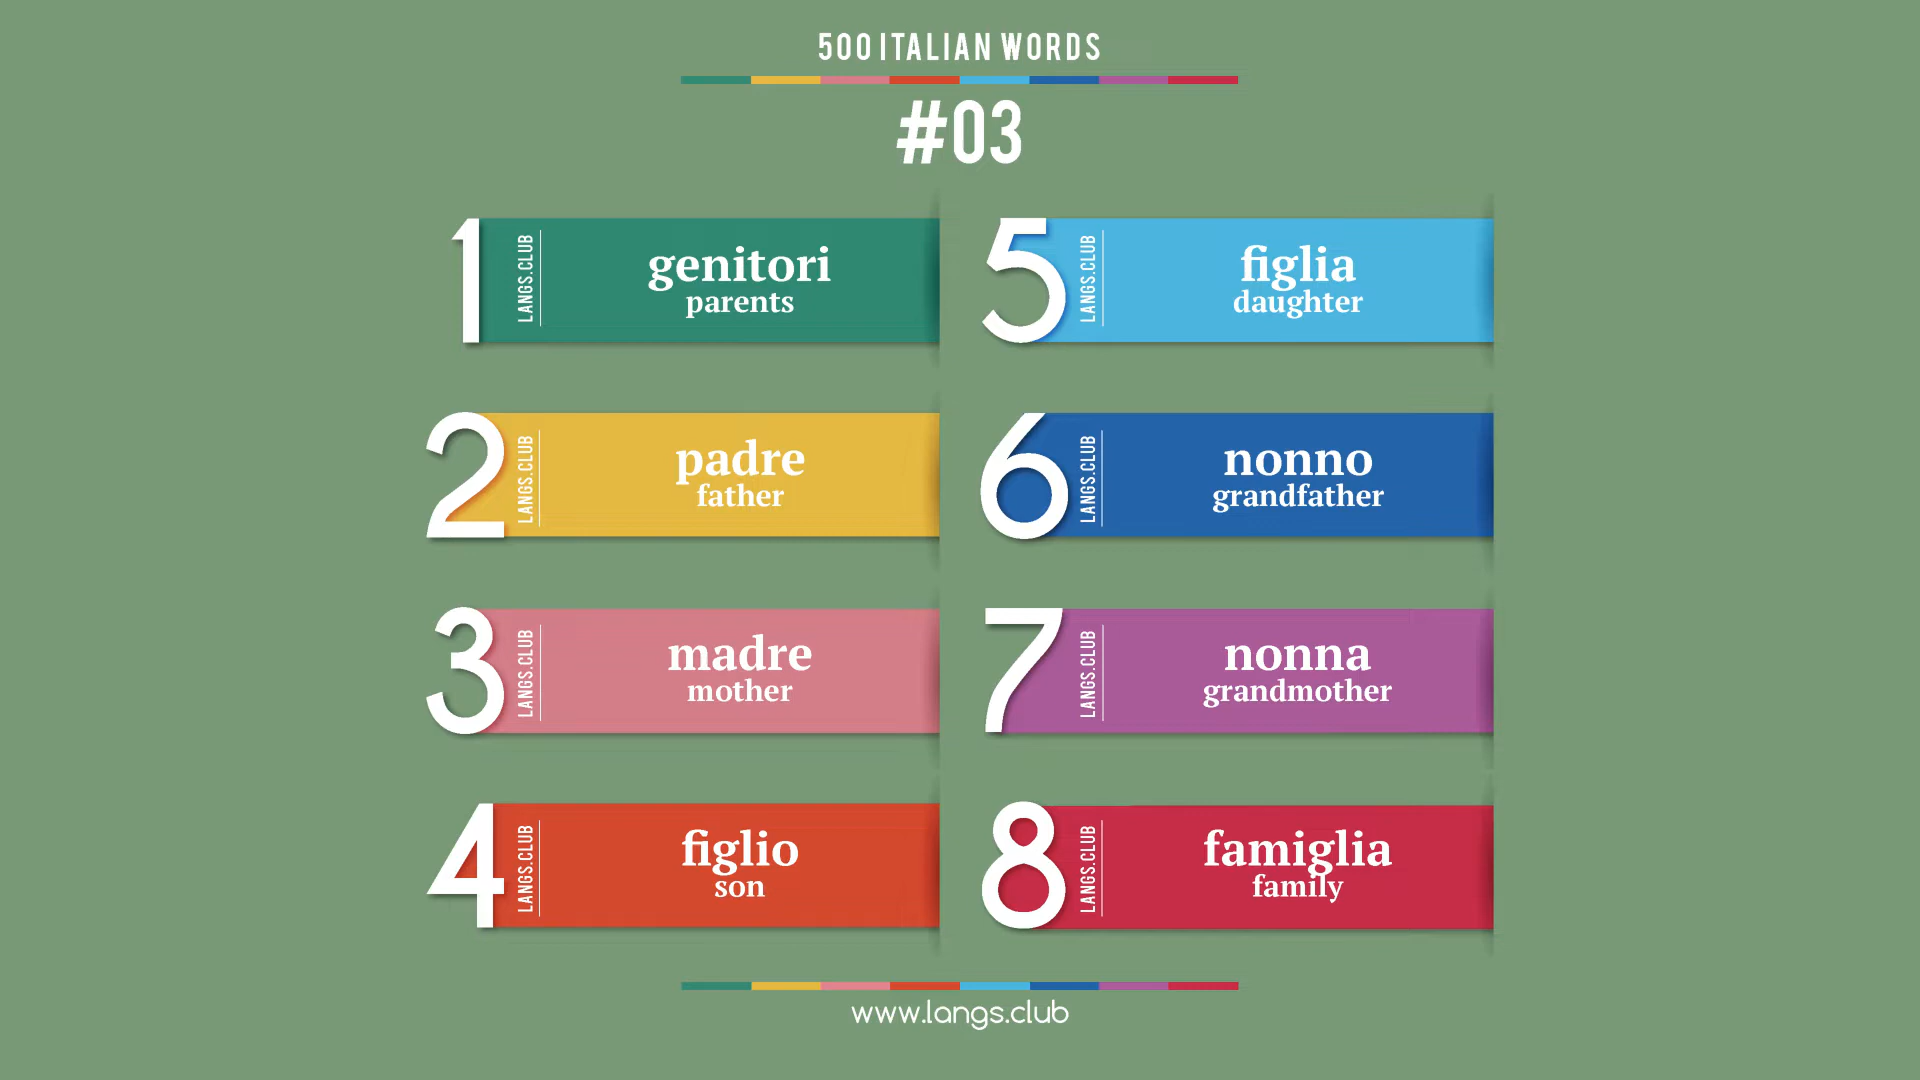 500 ITALIAN WORDS
#03
1
LANGS.CLUB
genitori
parents
2
LANGS.CLUB
padre
father
3
LANGS.CLUB
madre
mother
4
LANGS.CLUB
figlio
son
5
LANGS.CLUB
figlia
daughter
6
LANGS.CLUB
nonno
grandfather
7
LANGS.CLUB
nonna
grandmother
8
LANGS.CLUB
famiglia
family
www.langs.club